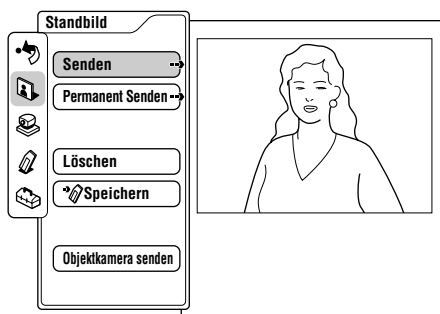 Standbild
Senden
Permanent Senden
Löschen
Speichern
Objektkamera senden